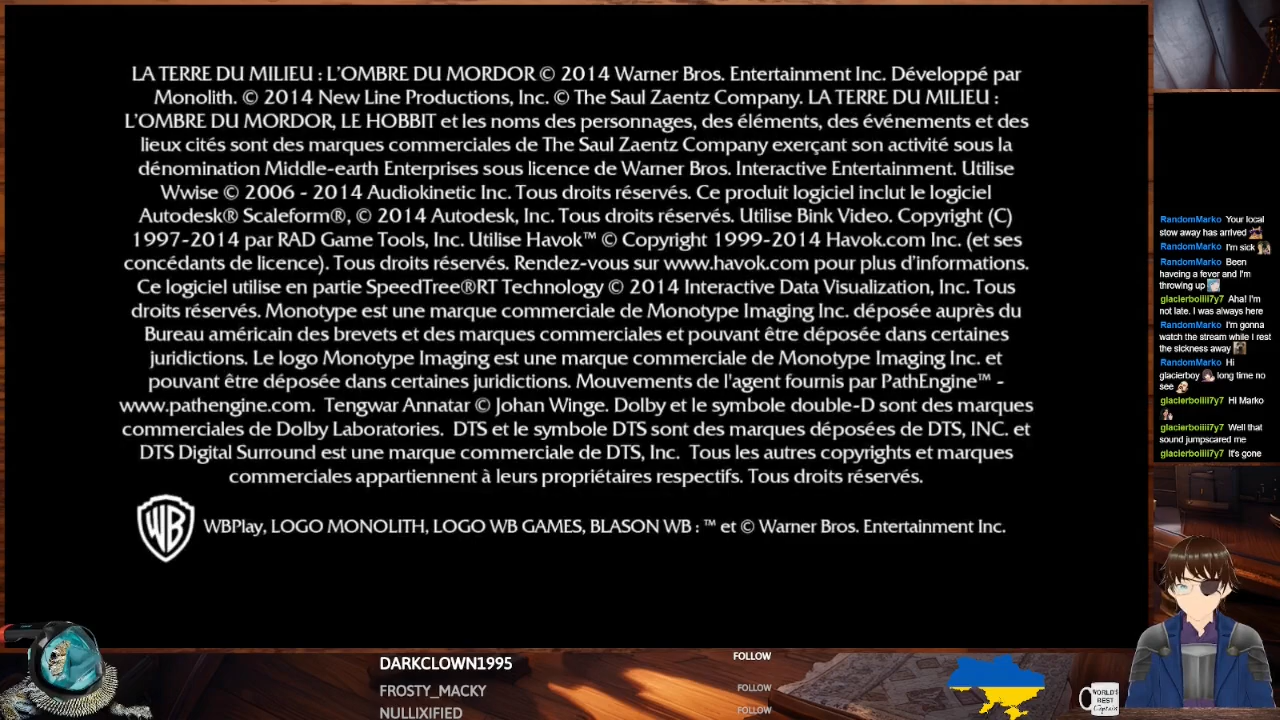 LA TERRE DU MILIEU : L'OMBRE DU MORDOR © 2014 Warner Bros. Entertainment Inc. Développé par
Monolith. © 2014 New Line Productions, Inc. © The Saul Zaentz Company. LA TERRE DU MILIEU :
L'OMBRE DU MORDOR, LE HOBBIT et les noms des personnages, des éléments, des événements et des
lieux cités sont des marques commerciales de The Saul Zaentz Company exerçant son activité sous la
dénomination Middle-earth Enterprises sous licence de Warner Bros. Interactive Entertainment. Utilise
Wwise © 2006 - 2014 Audiokinetic Inc. Tous droits réservés. Ce produit logiciel inclut le logiciel
Autodesk® Scaleform®, © 2014 Autodesk, Inc. Tous droits réservés. Utilise Bink Video. Copyright (C)
1997-2014 par RAD Game Tools, Inc. Utilise Havok™ © Copyright 1999-2014 Havok.com Inc. (et ses
concédants de licence). Tous droits réservés. Rendez-vous sur www.havok.com pour plus d'informations.
Ce logiciel utilise en partie SpeedTree®RT Technology © 2014 Interactive Data Visualization, Inc. Tous
droits réservés. Monotype est une marque commerciale de Monotype Imaging Inc. déposée auprès du
Bureau américain des brevets et des marques commerciales et pouvant être déposée dans certaines
juridictions. Le logo Monotype Imaging est une marque commerciale de Monotype Imaging Inc. et
pouvant être déposée dans certaines juridictions. Mouvements de l'agent fournis par PathEngine™ -
www.pathengine.com. Tengwar Annatar © Johan Winge. Dolby et le symbole double-D sont des marques
commerciales de Dolby Laboratories. DTS et le symbole DTS sont des marques déposées de DTS, INC. et
DTS Digital Surround est une marque commerciale de DTS, Inc. Tous les autres copyrights et marques
commerciales appartiennent à leurs propriétaires respectifs. Tous droits réservés.
WB
WBPlay, LOGO MONOLITH, LOGO WB GAMES, BLASON WB : ™ et © Warner Bros. Entertainment Inc.
RandomMarko Your local
stow away has arrived
RandomMarko I'm sick
RandomMarko Been
haveing a fever and I'm
throwing up
glacierboiiii7y7 Aha! I'm
not late. I was always here
RandomMarko I'm gonna
watch the stream while I rest
the sickness away
RandomMarko Hi
glacierboy long time no
see
glacierboiiii7y7 Hi Marko
glacierboiiii7y7 Well that
sound jumpscared me
glacierboiiii7y7 It's gone
DARKCLOWN1995 FOLLOW
FROSTY_MACKY FOLLOW
NULLIXIFIED FOLLOW
WORLD'S
BEST
Captain